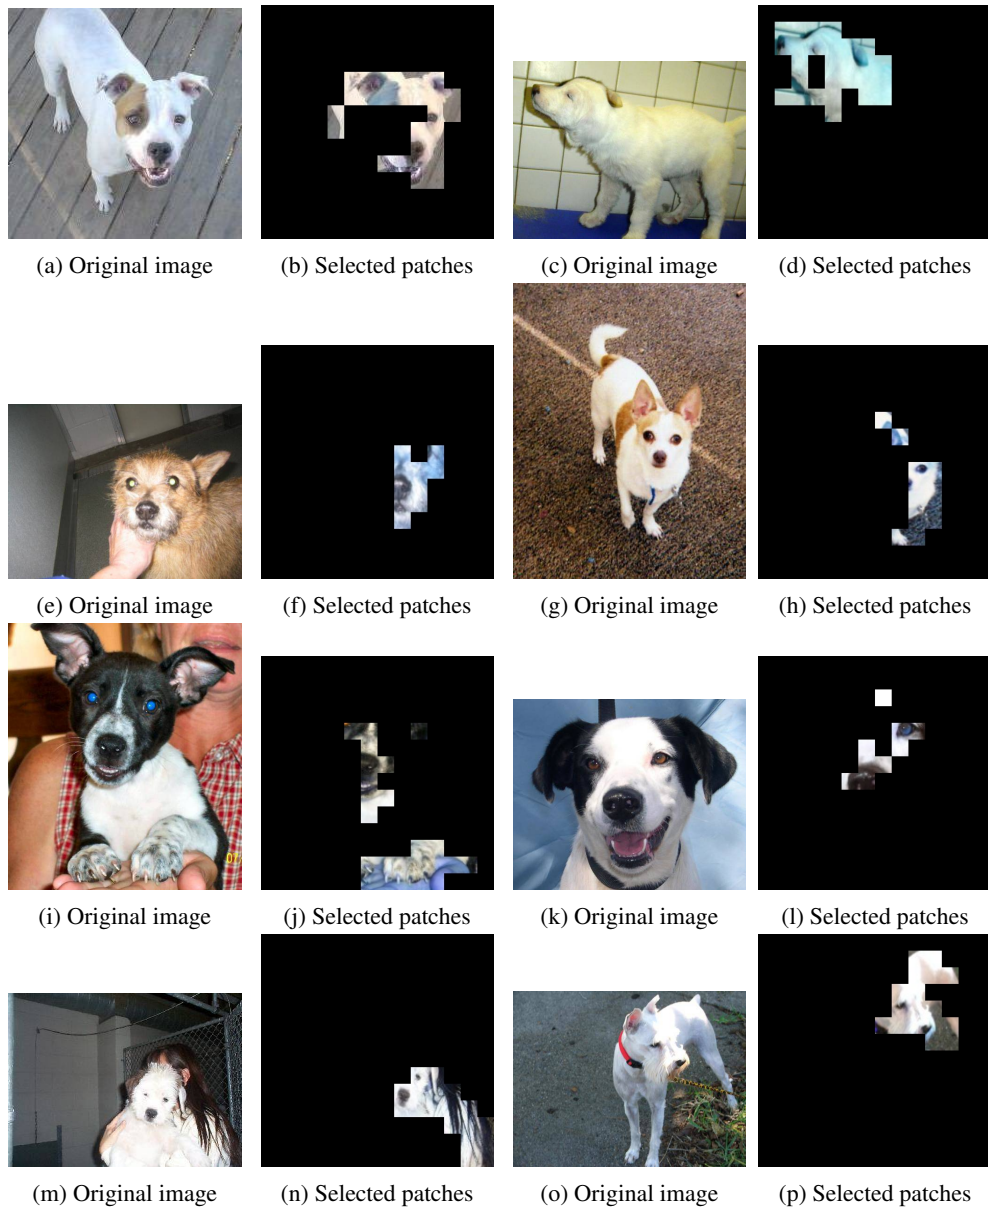 (a) Original image
(b) Selected patches
(c) Original image
(d) Selected patches
(e) Original image
(f) Selected patches
(g) Original image
(h) Selected patches
(i) Original image
(j) Selected patches
(k) Original image
(l) Selected patches
(m) Original image
(n) Selected patches
(o) Original image
(p) Selected patches